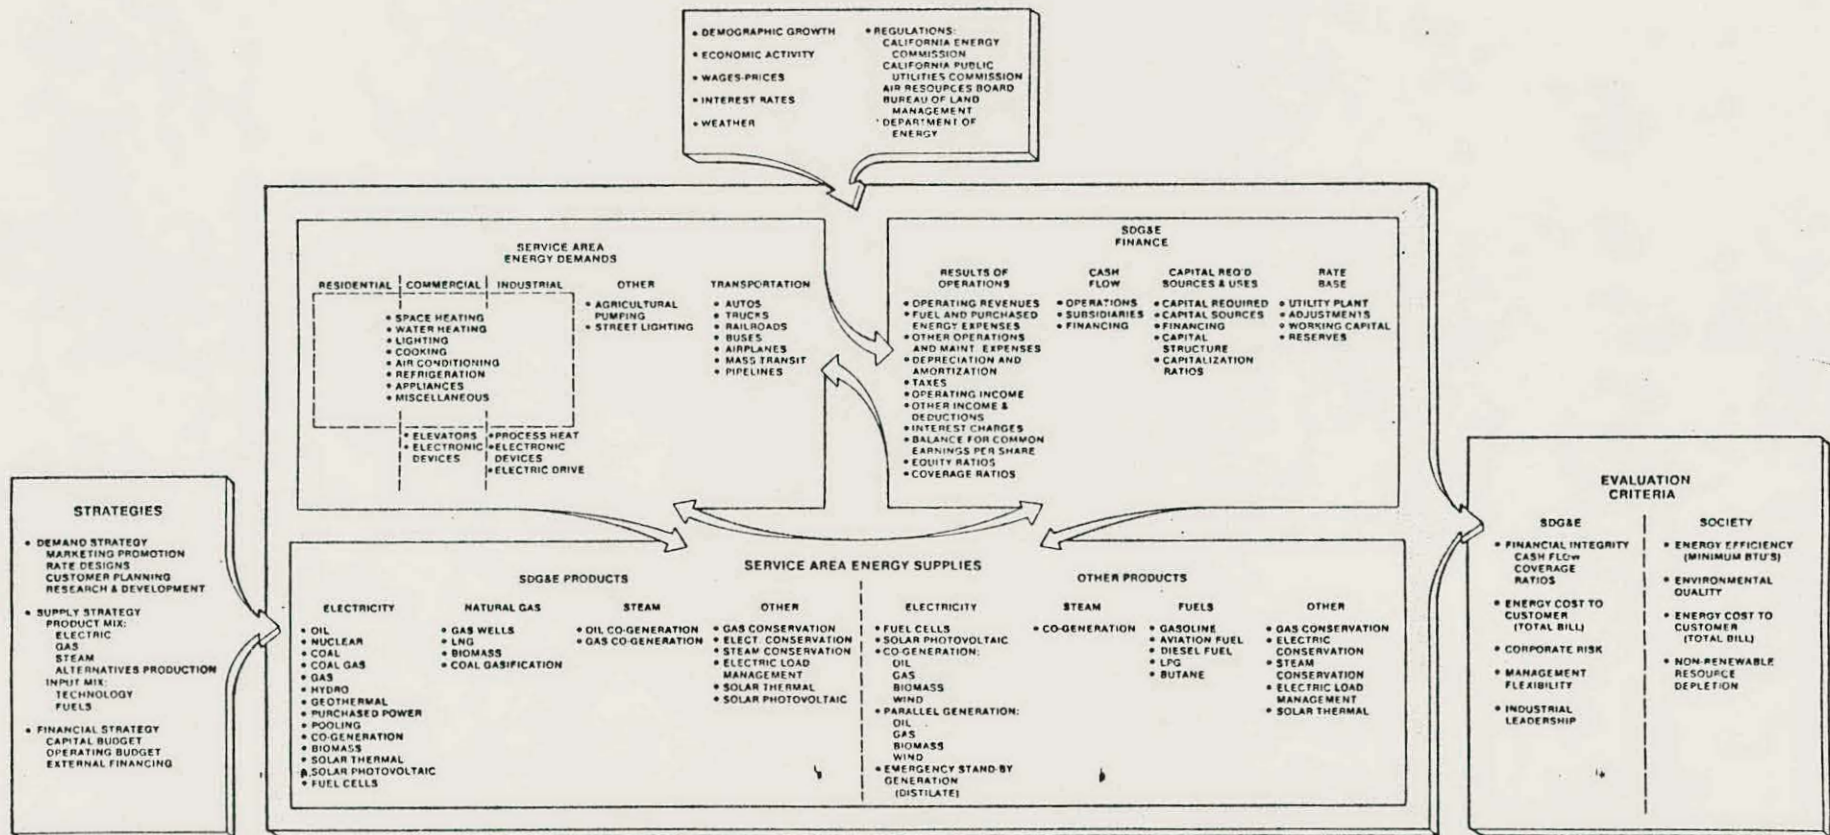 • DEMOGRAPHIC GROWTH
• ECONOMIC ACTIVITY
• WAGES-PRICES
• INTEREST RATES
• WEATHER
• REGULATIONS:
CALIFORNIA ENERGY
COMMISSION
CALIFORNIA PUBLIC
UTILITIES COMMISSION
AIR RESOURCES BOARD
BUREAU OF LAND
MANAGEMENT
DEPARTMENT OF
ENERGY
SERVICE AREA
ENERGY DEMANDS
RESIDENTIAL
COMMERCIAL
INDUSTRIAL
• SPACE HEATING
• WATER HEATING
• LIGHTING
• COOKING
• AIR CONDITIONING
• REFRIGERATION
• APPLIANCES
• MISCELLANEOUS
• ELEVATORS
• ELECTRONIC
DEVICES
• PROCESS HEAT
• ELECTRONIC
DEVICES
• ELECTRIC DRIVE
OTHER
• AGRICULTURAL
PUMPING
• STREET LIGHTING
TRANSPORTATION
• AUTOS
• TRUCKS
• RAILROADS
• BUSES
• AIRPLANES
• MASS TRANSIT
• PIPELINES
SDG&E
FINANCE
RESULTS OF
OPERATIONS
• OPERATING REVENUES
• FUEL AND PURCHASED
ENERGY EXPENSES
• OTHER OPERATIONS
AND MAINT. EXPENSES
• DEPRECIATION AND
AMORTIZATION
• TAXES
• OPERATING INCOME
• OTHER INCOME &
DEDUCTIONS
• INTEREST CHARGES
• BALANCE FOR COMMON
EARNINGS PER SHARE
• EQUITY RATIOS
• COVERAGE RATIOS
CASH
FLOW
• OPERATIONS
• SUBSIDIARIES
• FINANCING
CAPITAL REQ'D
SOURCES & USES
• CAPITAL REQUIRED
• CAPITAL SOURCES
• FINANCING
• CAPITAL
STRUCTURE
• CAPITALIZATION
RATIOS
RATE
BASE
• UTILITY PLANT
• ADJUSTMENTS
• WORKING CAPITAL
• RESERVES
STRATEGIES
• DEMAND STRATEGY
MARKETING PROMOTION
RATE DESIGNS
CUSTOMER PLANNING
RESEARCH & DEVELOPMENT
• SUPPLY STRATEGY
PRODUCT MIX:
ELECTRIC
GAS
STEAM
ALTERNATIVES PRODUCTION
INPUT MIX:
TECHNOLOGY
FUELS
• FINANCIAL STRATEGY
CAPITAL BUDGET
OPERATING BUDGET
EXTERNAL FINANCING
SERVICE AREA ENERGY SUPPLIES
SDG&E PRODUCTS
ELECTRICITY
• OIL
• NUCLEAR
• COAL
• COAL GAS
• GAS
• HYDRO
• GEOTHERMAL
• PURCHASED POWER
• POOLING
• CO-GENERATION
• BIOMASS
• SOLAR THERMAL
• SOLAR PHOTOVOLTAIC
• FUEL CELLS
NATURAL GAS
• GAS WELLS
• LNG
• BIOMASS
• COAL GASIFICATION
STEAM
• OIL CO-GENERATION
• GAS CO-GENERATION
OTHER
• GAS CONSERVATION
• ELECT. CONSERVATION
• STEAM CONSERVATION
• ELECTRIC LOAD
MANAGEMENT
• SOLAR THERMAL
• SOLAR PHOTOVOLTAIC
OTHER PRODUCTS
ELECTRICITY
• FUEL CELLS
• SOLAR PHOTOVOLTAIC
• CO-GENERATION:
OIL
GAS
BIOMASS
WIND
• PARALLEL GENERATION:
OIL
GAS
BIOMASS
WIND
• EMERGENCY STAND-BY
GENERATION
(DISTILATE)
STEAM
• CO-GENERATION
FUELS
• GASOLINE
• AVIATION FUEL
• DIESEL FUEL
• LPG
• BUTANE
OTHER
• GAS CONSERVATION
• ELECTRIC
CONSERVATION
• STEAM
CONSERVATION
• ELECTRIC LOAD
MANAGEMENT
• SOLAR THERMAL
EVALUATION
CRITERIA
SDG&E
• FINANCIAL INTEGRITY
CASH FLOW
COVERAGE
RATIOS
• ENERGY COST TO
CUSTOMER
(TOTAL BILL)
• CORPORATE RISK
• MANAGEMENT
FLEXIBILITY
• INDUSTRIAL
LEADERSHIP
SOCIETY
• ENERGY EFFICIENCY
(MINIMUM BTU'S)
• ENVIRONMENTAL
QUALITY
• ENERGY COST TO
CUSTOMER
(TOTAL BILL)
• NON-RENEWABLE
RESOURCE
DEPLETION